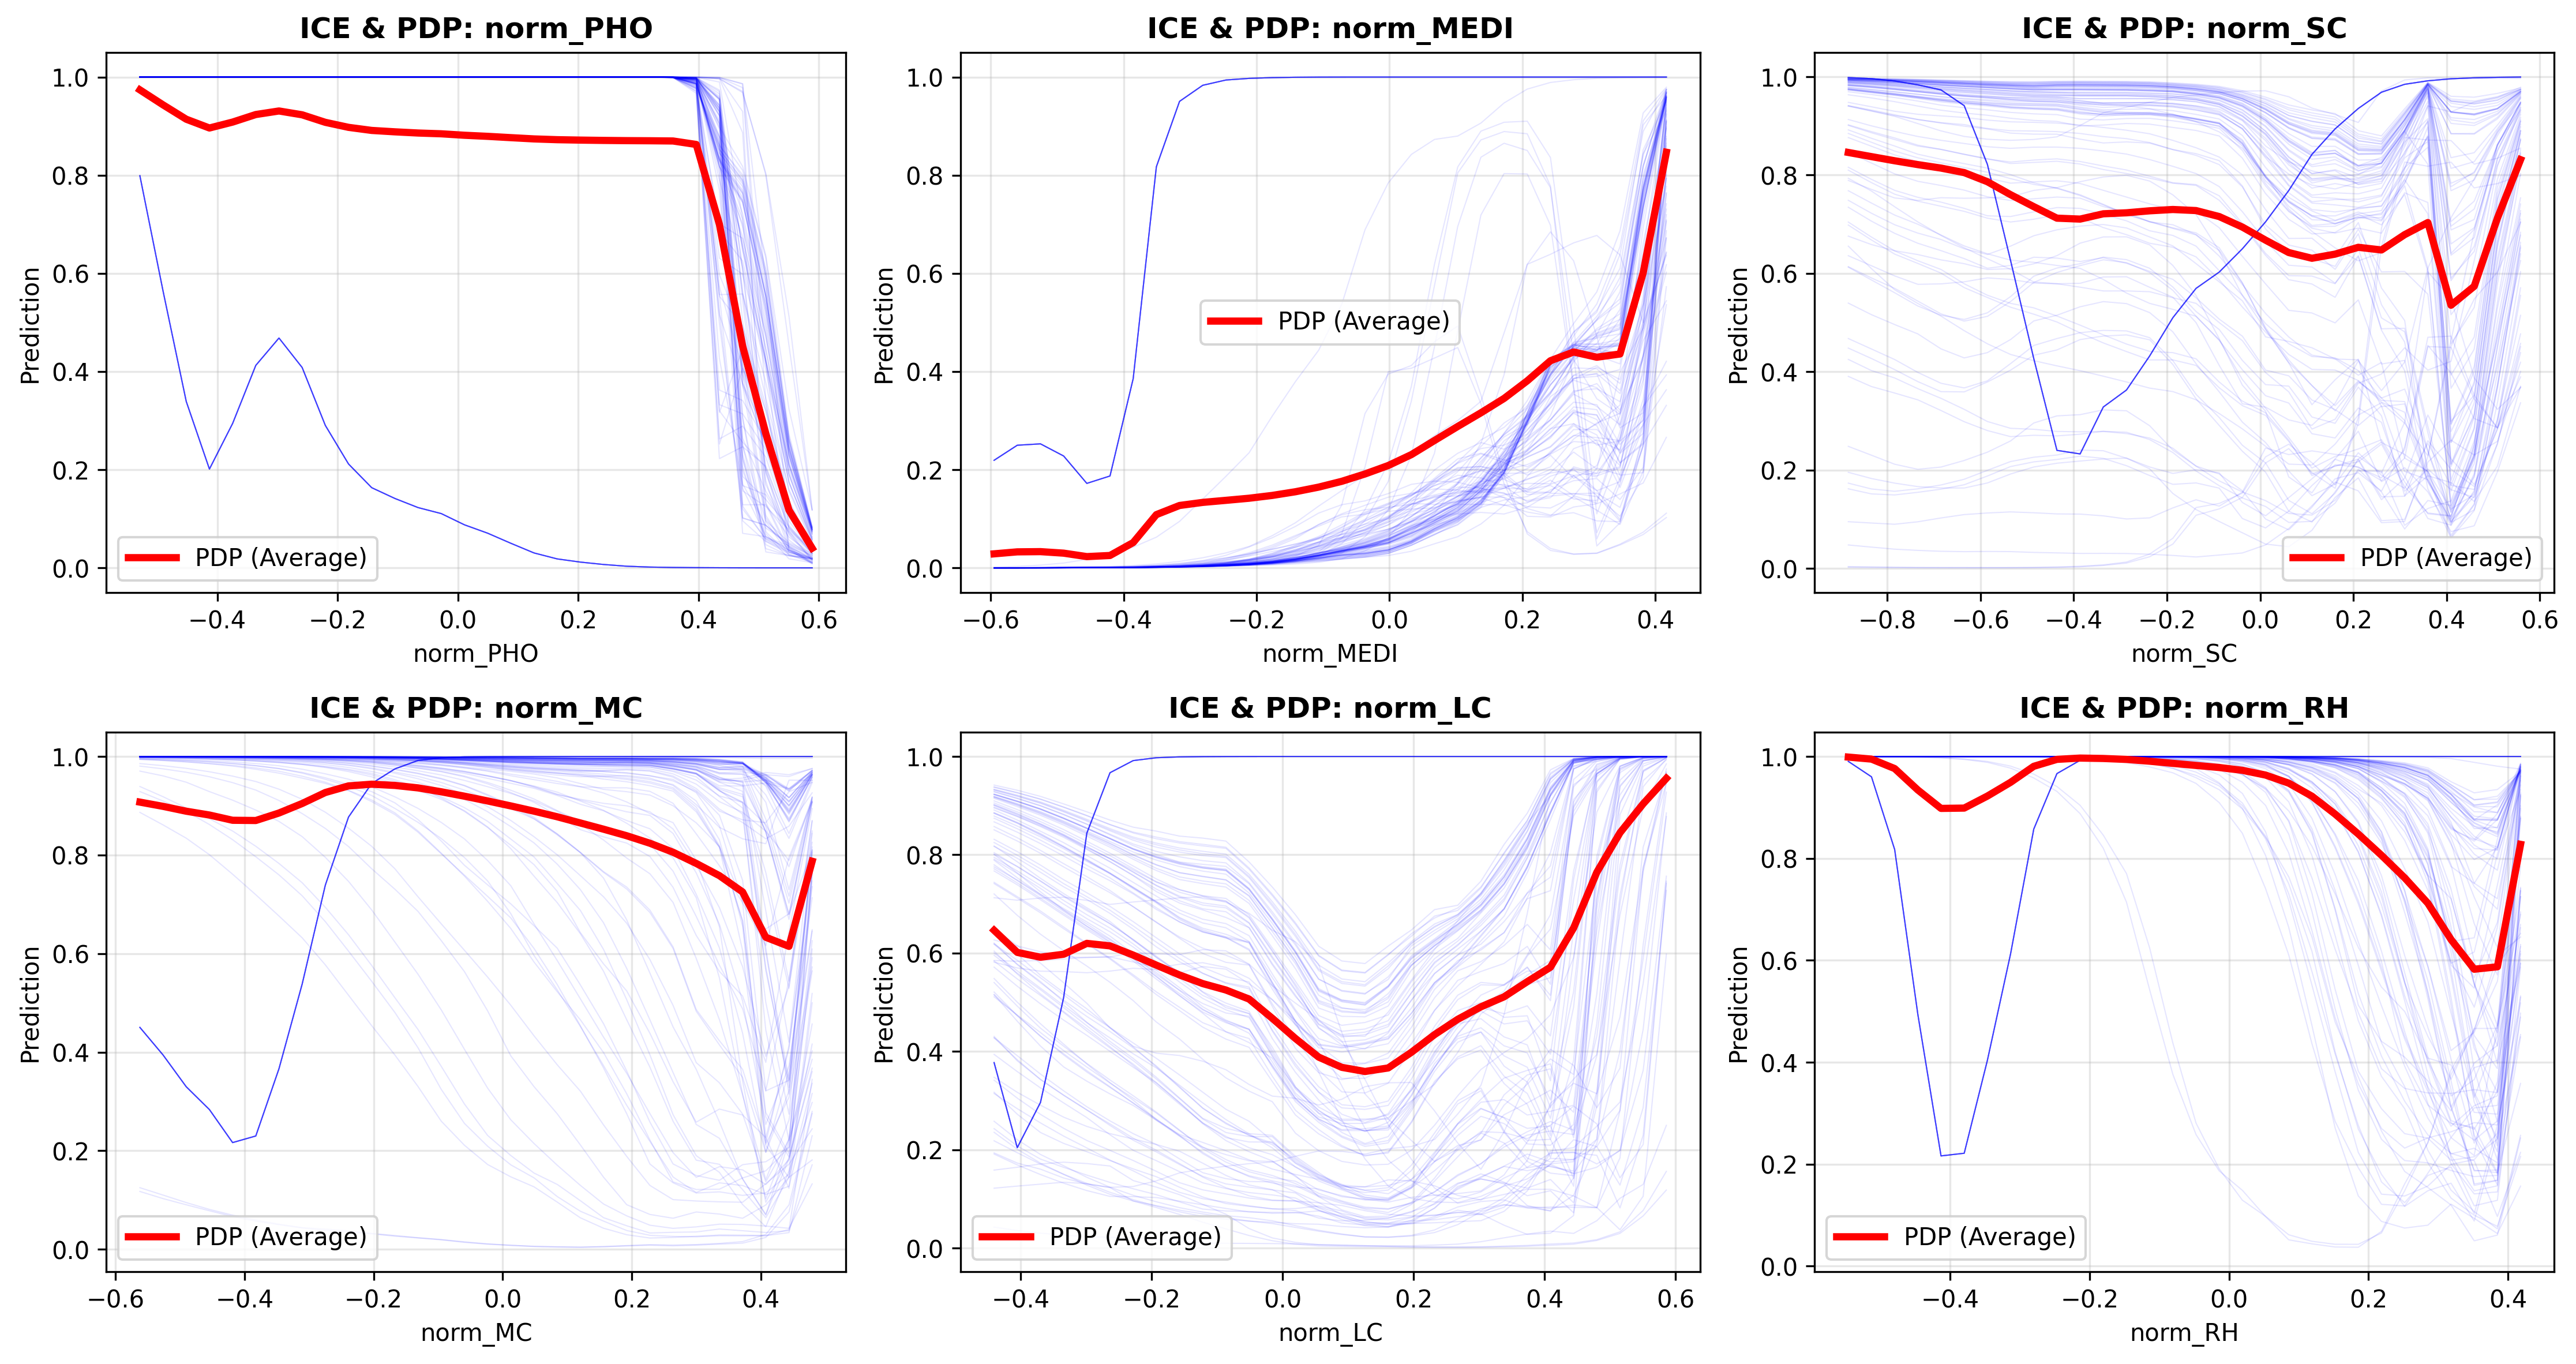 ICE & PDP: norm_PHO
Prediction
1.0
0.8
0.6
0.4
0.2
0.0
PDP (Average)
−0.4 −0.2 0.0 0.2 0.4 0.6
norm_PHO
ICE & PDP: norm_MEDI
Prediction
1.0
0.8
0.6
0.4
0.2
0.0
PDP (Average)
−0.6 −0.4 −0.2 0.0 0.2 0.4
norm_MEDI
ICE & PDP: norm_SC
Prediction
1.0
0.8
0.6
0.4
0.2
0.0
PDP (Average)
−0.8 −0.6 −0.4 −0.2 0.0 0.2 0.4 0.6
norm_SC
ICE & PDP: norm_MC
Prediction
1.0
0.8
0.6
0.4
0.2
0.0
PDP (Average)
−0.6 −0.4 −0.2 0.0 0.2 0.4
norm_MC
ICE & PDP: norm_LC
Prediction
1.0
0.8
0.6
0.4
0.2
0.0
PDP (Average)
−0.4 −0.2 0.0 0.2 0.4 0.6
norm_LC
ICE & PDP: norm_RH
Prediction
1.0
0.8
0.6
0.4
0.2
0.0
PDP (Average)
−0.4 −0.2 0.0 0.2 0.4
norm_RH